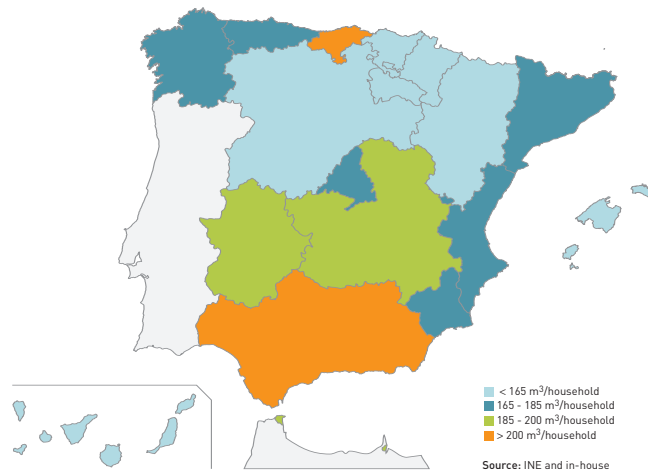 < 165 m³/household
165 - 185 m³/household
185 - 200 m³/household
> 200 m³/household
Source: INE and in-house